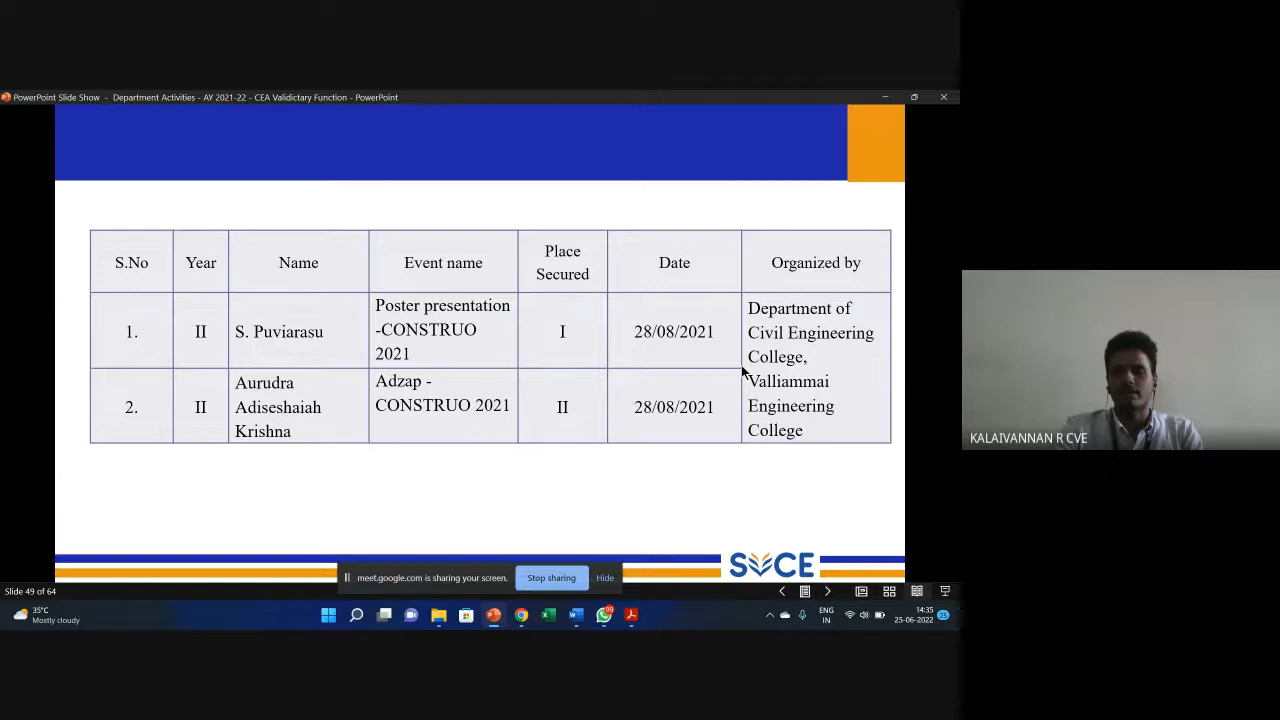 PowerPoint Slide Show - Department Activities - AY 2021-22 - CEA Validictary Function - PowerPoint
S.No
Year
Name
Event name
Place
Secured
Date
Organized by
1.
II
S. Puviarasu
Poster presentation
-CONSTRUO
2021
I
28/08/2021
Department of
Civil Engineering
College,
Valliammai
Engineering
College
2.
II
Aurudra
Adiseshaiah
Krishna
Adzap -
CONSTRUO 2021
II
28/08/2021
KALAIVANNAN R CVE
SVCE
meet.google.com is sharing your screen.
Stop sharing
Hide
Slide 49 of 64
35°C
Mostly cloudy
99
ENG
IN
14:35
25-06-2022
25